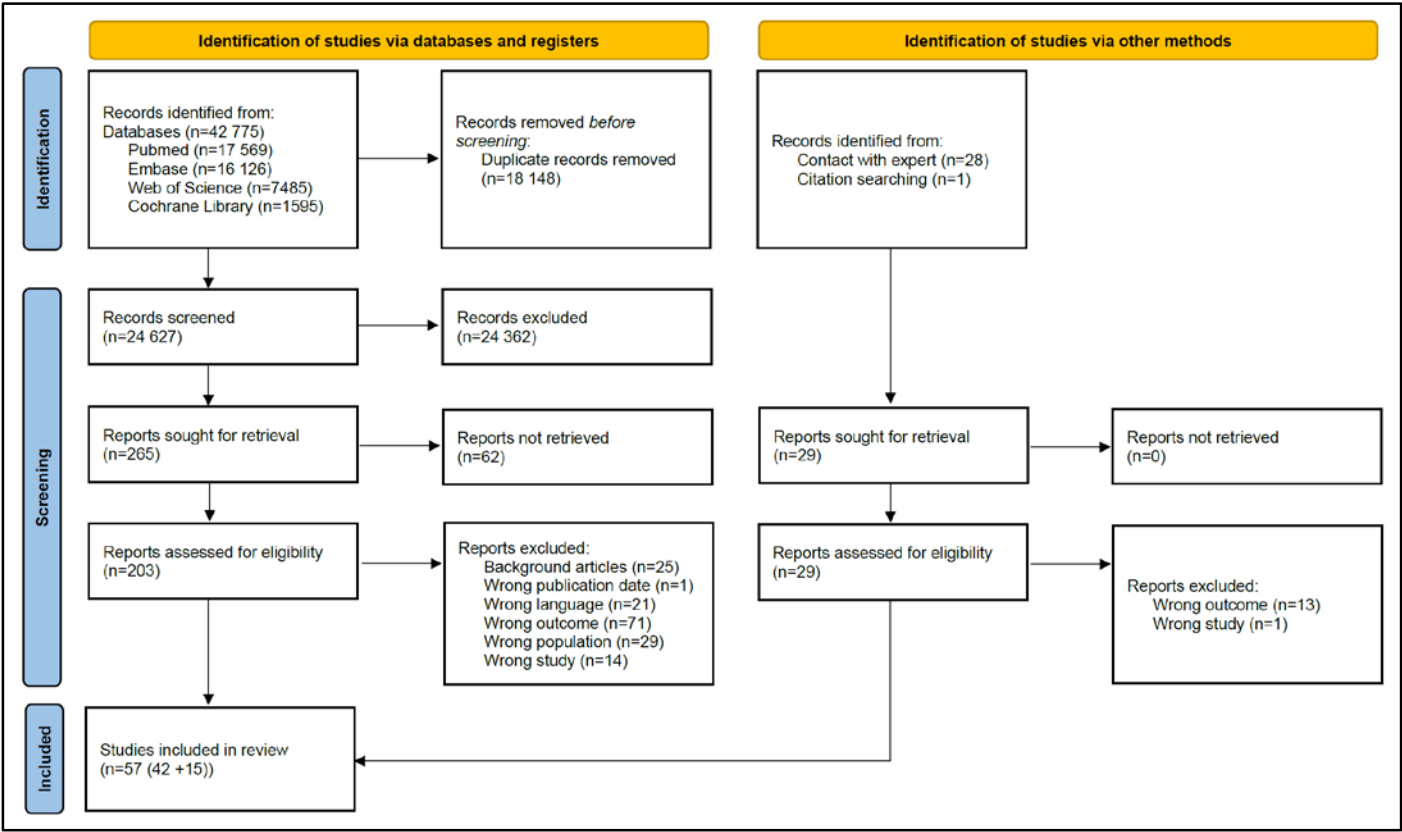 Identification of studies via databases and registers
Identification of studies via other methods
Identification
Records identified from:
Databases (n=42 775)
Pubmed (n=17 569)
Embase (n=16 126)
Web of Science (n=7485)
Cochrane Library (n=1595)
Records removed before
screening:
Duplicate records removed
(n=18 148)
Records identified from:
Contact with expert (n=28)
Citation searching (n=1)
Screening
Records screened
(n=24 627)
Records excluded
(n=24 362)
Reports sought for retrieval
(n=265)
Reports not retrieved
(n=62)
Reports sought for retrieval
(n=29)
Reports not retrieved
(n=0)
Reports assessed for eligibility
(n=203)
Reports excluded:
Background articles (n=25)
Wrong publication date (n=1)
Wrong language (n=21)
Wrong outcome (n=71)
Wrong population (n=29)
Wrong study (n=14)
Reports assessed for eligibility
(n=29)
Reports excluded:
Wrong outcome (n=13)
Wrong study (n=1)
Included
Studies included in review
(n=57 (42 +15))